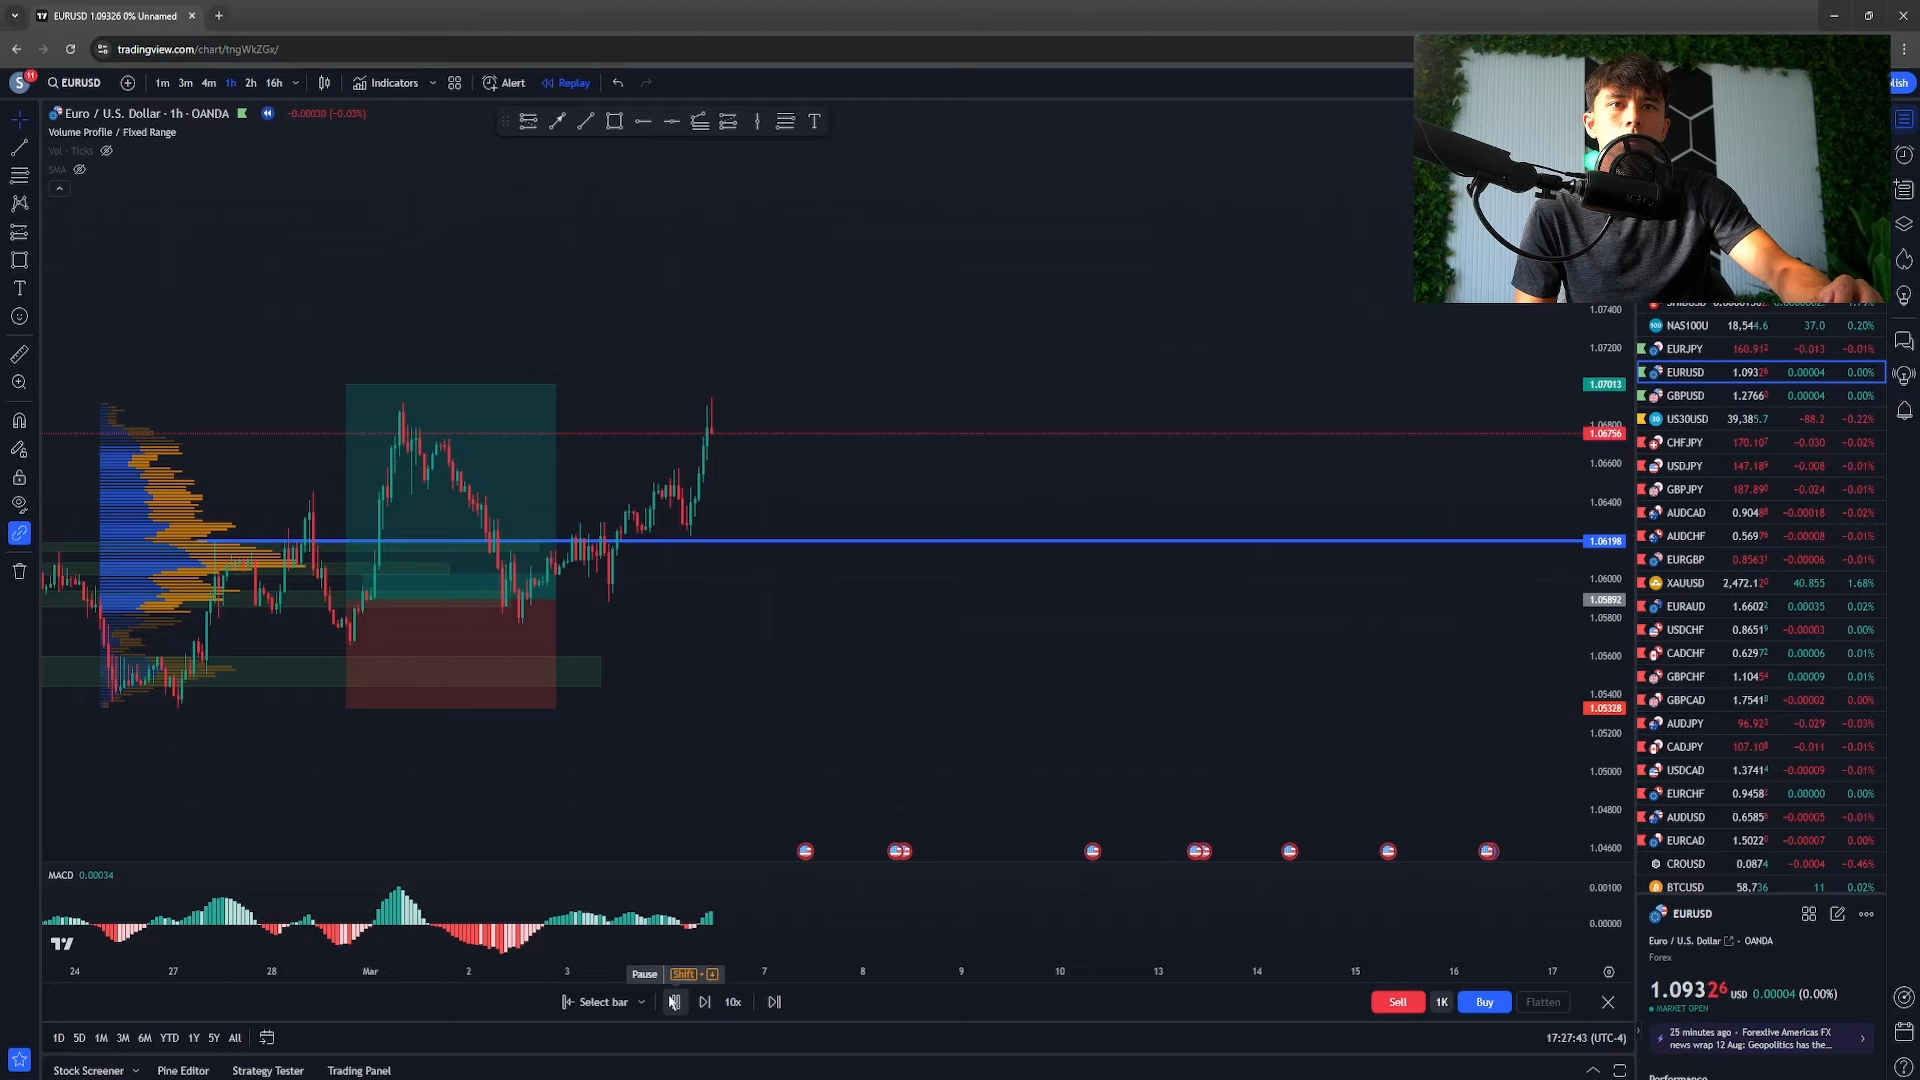 EURUSD 1.09326 0% Unnamed
tradingview.com/chart/tngWkZGx/
S 11 EURUSD 1m 3m 4m 1h 2h 16h Indicators Alert Replay lish
Euro / U.S. Dollar · 1h · OANDA -0.00030 (-0.03%)
Volume Profile / Fixed Range
Vol · Ticks
SMA
T
T
1.07400
1.07200
1.07013
1.06800
1.06756
1.06600
1.06400
1.06198
1.06000
1.05892
1.05800
1.05600
1.05400
1.05328
1.05200
1.05000
1.04800
1.04600
MACD 0.00034
0.00100
0.00000
24 27 28 Mar 2 3 7 8 9 10 13 14 15 16 17
Pause Shift + ↓
Select bar 10x Sell 1K Buy Flatten
1D 5D 1M 3M 6M YTD 1Y 5Y All 17:27:43 (UTC-4)
Stock Screener Pine Editor Strategy Tester Trading Panel
NAS100U 18,544.6 37.0 0.20%
EURJPY 160.912 -0.013 -0.01%
EURUSD 1.09326 0.00004 0.00%
GBPUSD 1.27660 0.00004 0.00%
US30USD 39,385.7 -88.2 -0.22%
CHFJPY 170.107 -0.030 -0.02%
USDJPY 147.189 -0.008 -0.01%
GBPJPY 187.890 -0.024 -0.01%
AUDCAD 0.90488 -0.00018 -0.02%
AUDCHF 0.56976 -0.00008 -0.01%
EURGBP 0.85631 -0.00006 -0.01%
XAUUSD 2,472.120 40.855 1.68%
EURAUD 1.66022 0.00035 0.02%
USDCHF 0.86519 -0.00003 0.00%
CADCHF 0.62972 0.00006 0.01%
GBPCHF 1.10454 0.00009 0.01%
GBPCAD 1.75418 -0.00002 0.00%
AUDJPY 96.923 -0.029 -0.03%
CADJPY 107.108 -0.011 -0.01%
USDCAD 1.37414 -0.00009 -0.01%
EURCHF 0.94582 0.00000 0.00%
AUDUSD 0.65856 -0.00005 -0.01%
EURCAD 1.50220 -0.00007 0.00%
CROUSD 0.0874 -0.0004 -0.46%
BTCUSD 58,736 11 0.02%
EURUSD
Euro / U.S. Dollar · OANDA
Forex
1.09326 USD 0.00004 (0.00%)
MARKET OPEN
25 minutes ago · Forexlive Americas FX
news wrap 12 Aug: Geopolitics has the...